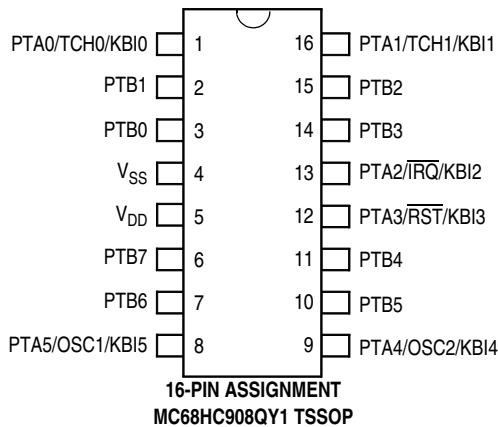 PTA0/TCH0/KBI0 1 16 PTA1/TCH1/KBI1
PTB1 2 15 PTB2
PTB0 3 14 PTB3
VSS 4 13 PTA2/IRQ/KBI2
VDD 5 12 PTA3/RST/KBI3
PTB7 6 11 PTB4
PTB6 7 10 PTB5
PTA5/OSC1/KBI5 8 9 PTA4/OSC2/KBI4
16-PIN ASSIGNMENT
MC68HC908QY1 TSSOP